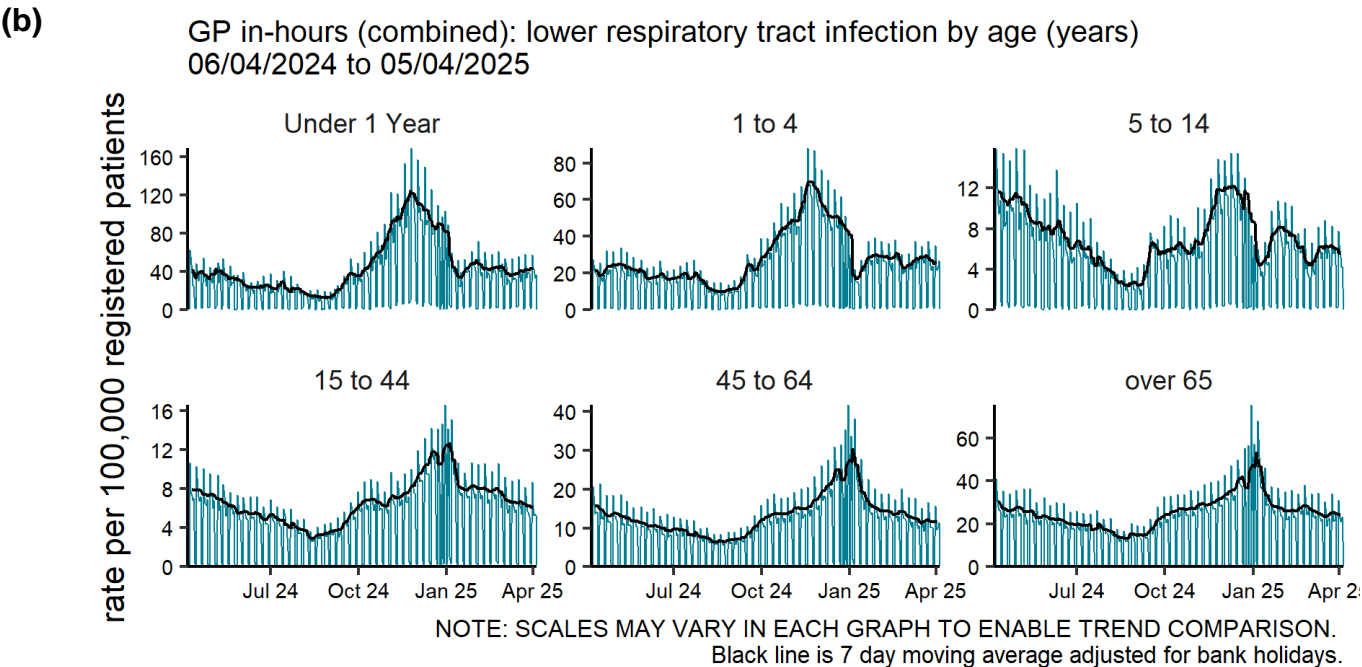 (b)
GP in-hours (combined): lower respiratory tract infection by age (years)
06/04/2024 to 05/04/2025
rate per 100,000 registered patients
Under 1 Year
160
120
80
40
0
1 to 4
80
60
40
20
0
5 to 14
12
8
4
0
15 to 44
16
12
8
4
0
Jul 24 Oct 24 Jan 25 Apr 25
45 to 64
40
30
20
10
0
Jul 24 Oct 24 Jan 25 Apr 25
over 65
60
40
20
0
Jul 24 Oct 24 Jan 25 Apr 25
NOTE: SCALES MAY VARY IN EACH GRAPH TO ENABLE TREND COMPARISON.
Black line is 7 day moving average adjusted for bank holidays.